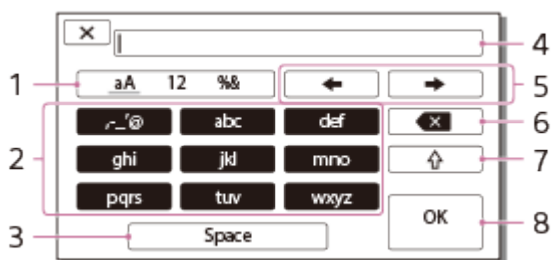 4
1 aA 12 %& 5
,-_'@ abc def 6
2 ghi jkl mno 7
pqrs tuv wxyz
3 Space OK 8